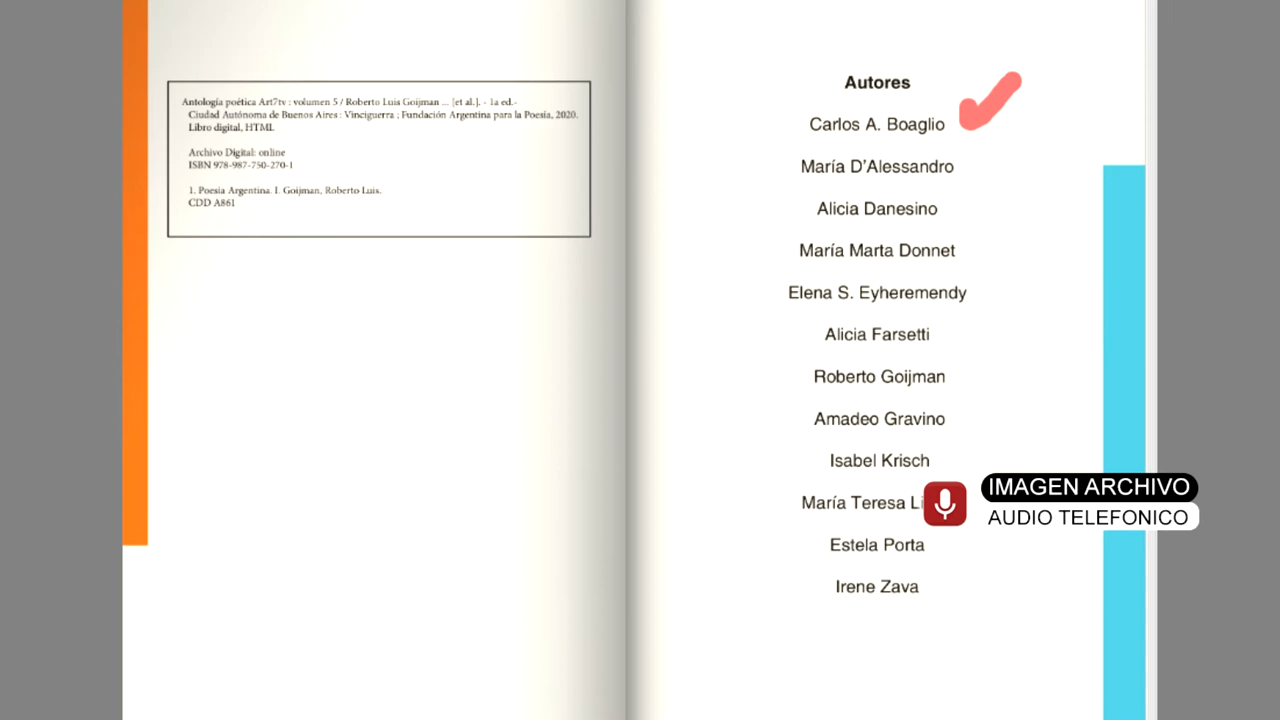 Antología poética Art7tv : volumen 5 / Roberto Luis Goijman ... [et al.]. - 1a ed.-
Ciudad Autónoma de Buenos Aires : Vinciguerra ; Fundación Argentina para la Poesía, 2020.
Libro digital, HTML
Archivo Digital: online
ISBN 978-987-750-270-1
1. Poesía Argentina. I. Goijman, Roberto Luis.
CDD A861
Autores
Carlos A. Boaglio
María D'Alessandro
Alicia Danesino
María Marta Donnet
Elena S. Eyheremendy
Alicia Farsetti
Roberto Goijman
Amadeo Gravino
Isabel Krisch
María Teresa
Estela Porta
Irene Zava
IMAGEN ARCHIVO
AUDIO TELEFONICO